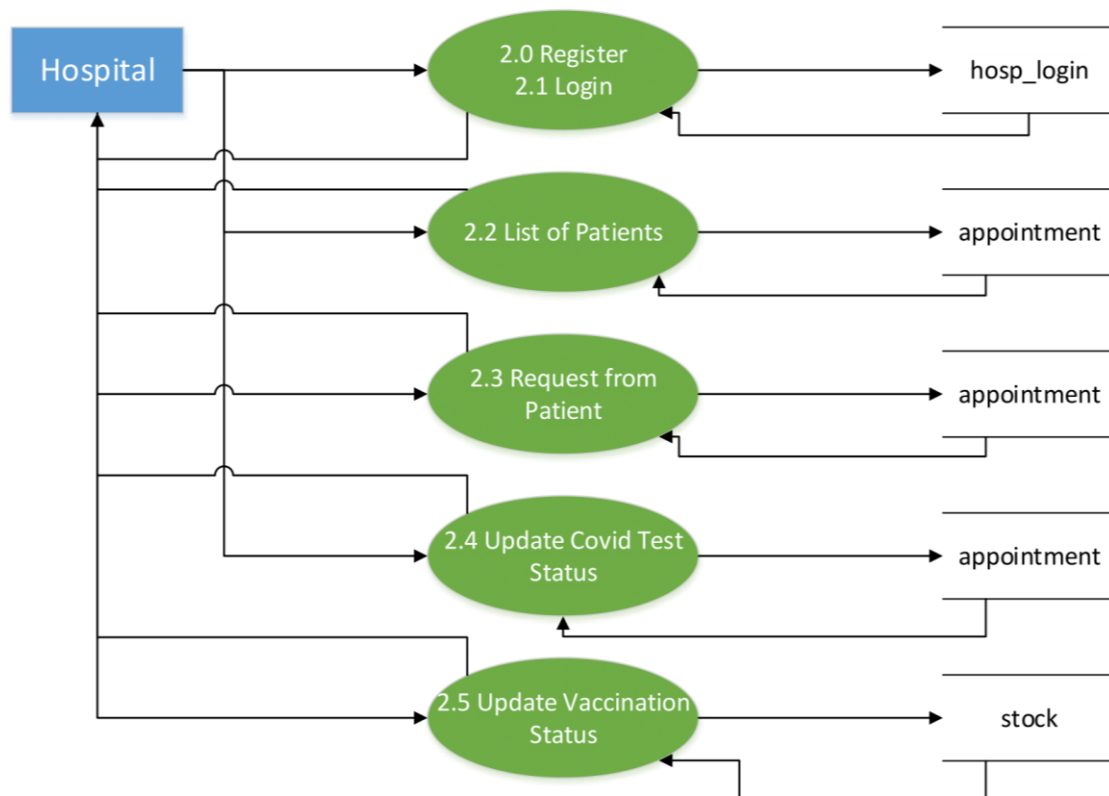 Hospital
2.0 Register
2.1 Login
hosp_login
2.2 List of Patients
appointment
2.3 Request from
Patient
appointment
2.4 Update Covid Test
Status
appointment
2.5 Update Vaccination
Status
stock